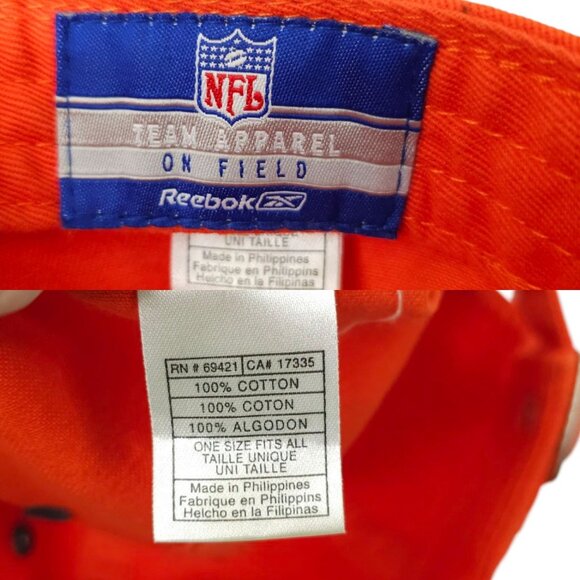 NFL
TEAM APPAREL
ON FIELD
Reebok
UNI TAILLE
Made in Philippines
Fabrique en Philippins
Helcho en la Filipinas
RN # 69421 CA# 17335
100% COTTON
100% COTON
100% ALGODON
ONE SIZE FITS ALL
TAILLE UNIQUE
UNI TAILLE
Made in Philippines
Fabrique en Philippins
Helcho en la Filipinas